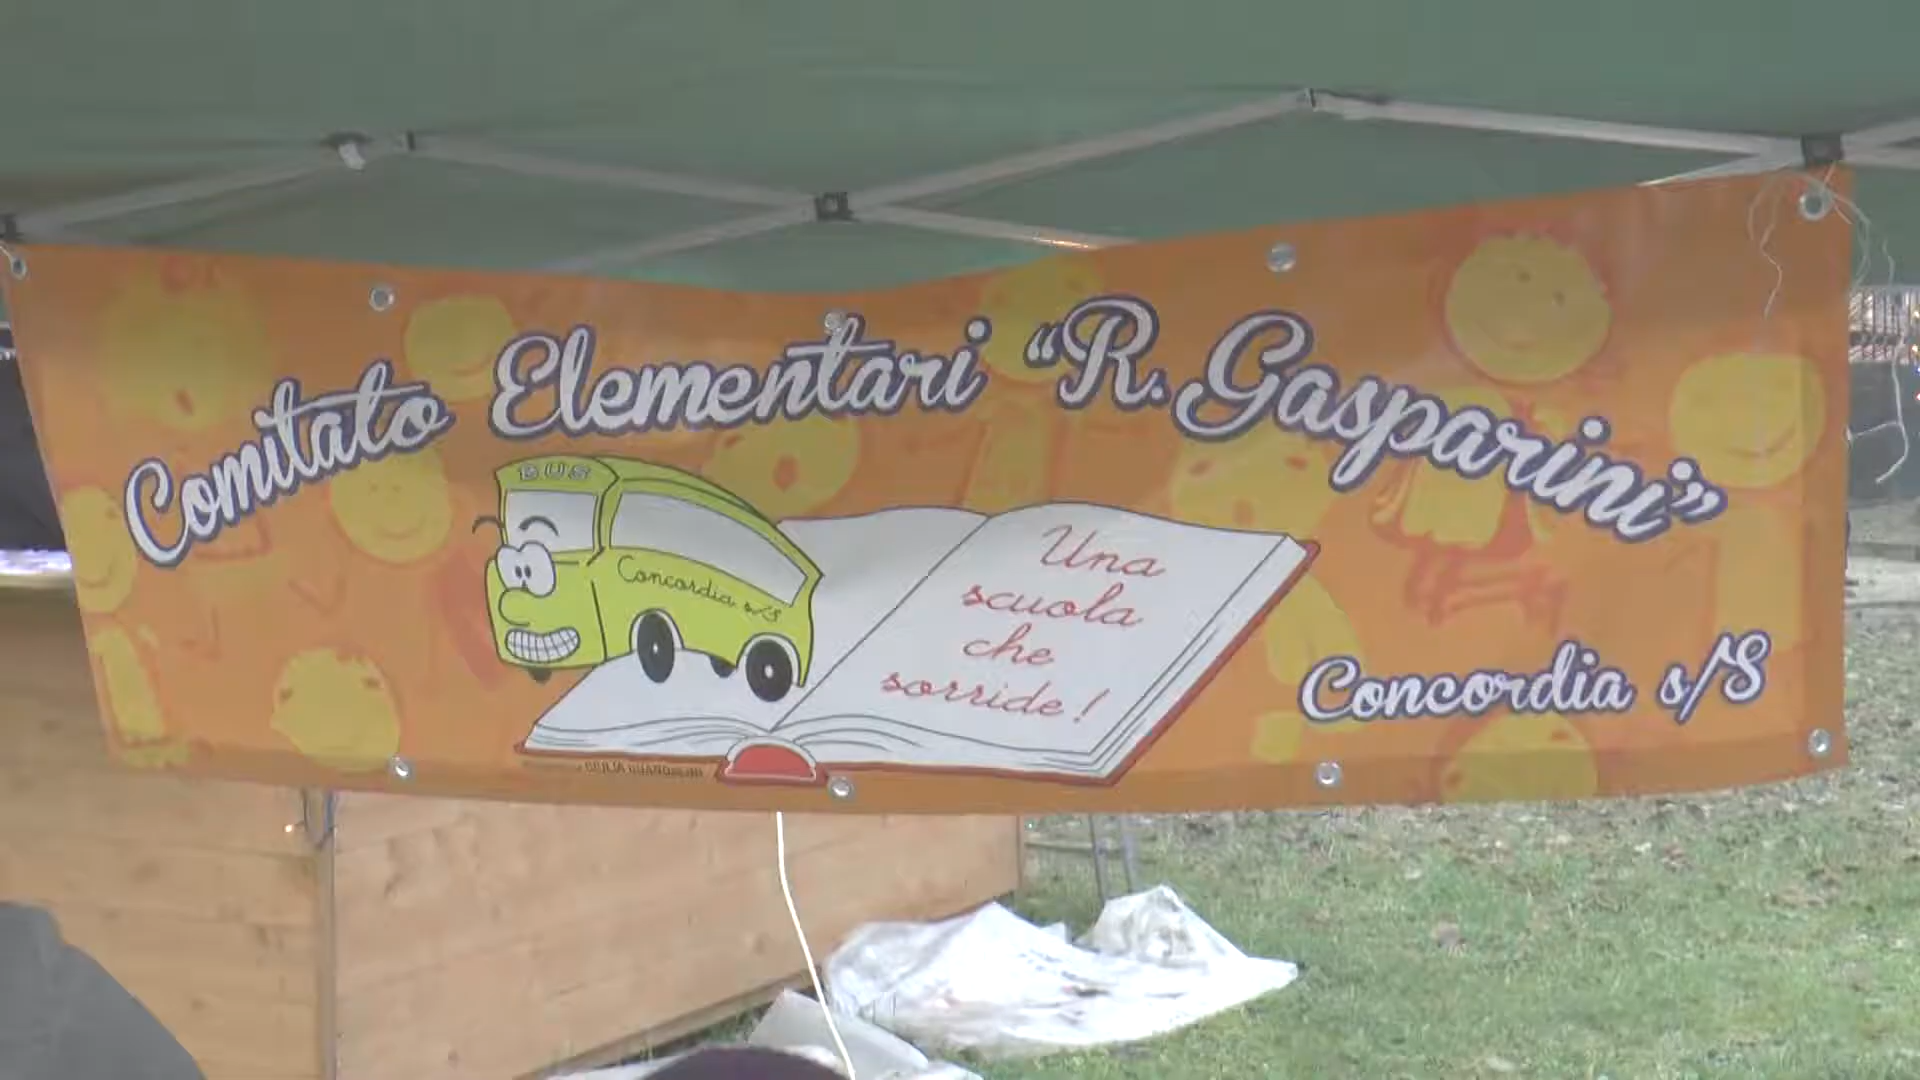 Comitato Elementari "R. Gasparini"
BUS
Concordia s/S
Una
scuola
che
sorride!
Concordia s/S